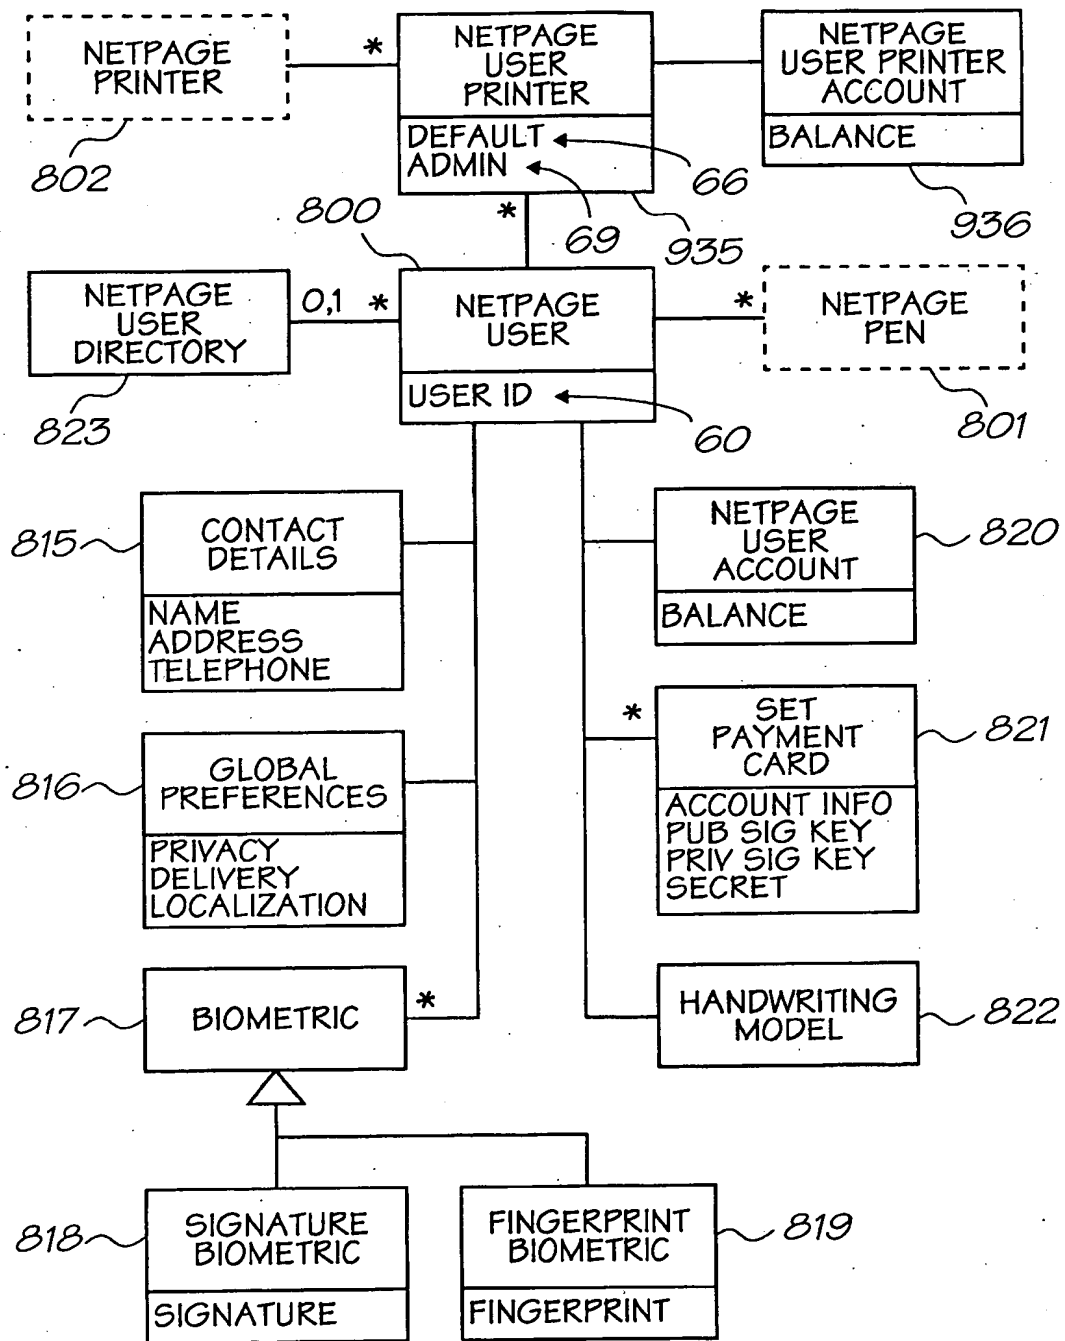 NETPAGE
PRINTER
802
*
NETPAGE
USER
PRINTER
DEFAULT
ADMIN
66
69
935
*
NETPAGE
USER PRINTER
ACCOUNT
BALANCE
936
800
NETPAGE
USER
DIRECTORY
823
0,1
*
NETPAGE
USER
USER ID
60
*
NETPAGE
PEN
801
815
CONTACT
DETAILS
NAME
ADDRESS
TELEPHONE
NETPAGE
USER
ACCOUNT
BALANCE
820
816
GLOBAL
PREFERENCES
PRIVACY
DELIVERY
LOCALIZATION
*
SET
PAYMENT
CARD
ACCOUNT INFO
PUB SIG KEY
PRIV SIG KEY
SECRET
821
817
BIOMETRIC
*
HANDWRITING
MODEL
822
818
SIGNATURE
BIOMETRIC
SIGNATURE
FINGERPRINT
BIOMETRIC
FINGERPRINT
819